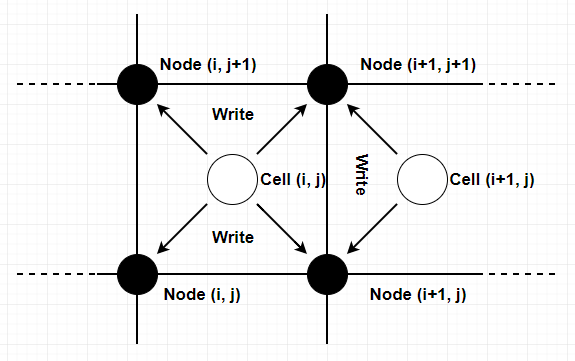 Node (i, j+1)
Node (i+1, j+1)
Write
Cell (i, j)
Write
Cell (i+1, j)
Write
Node (i, j)
Node (i+1, j)